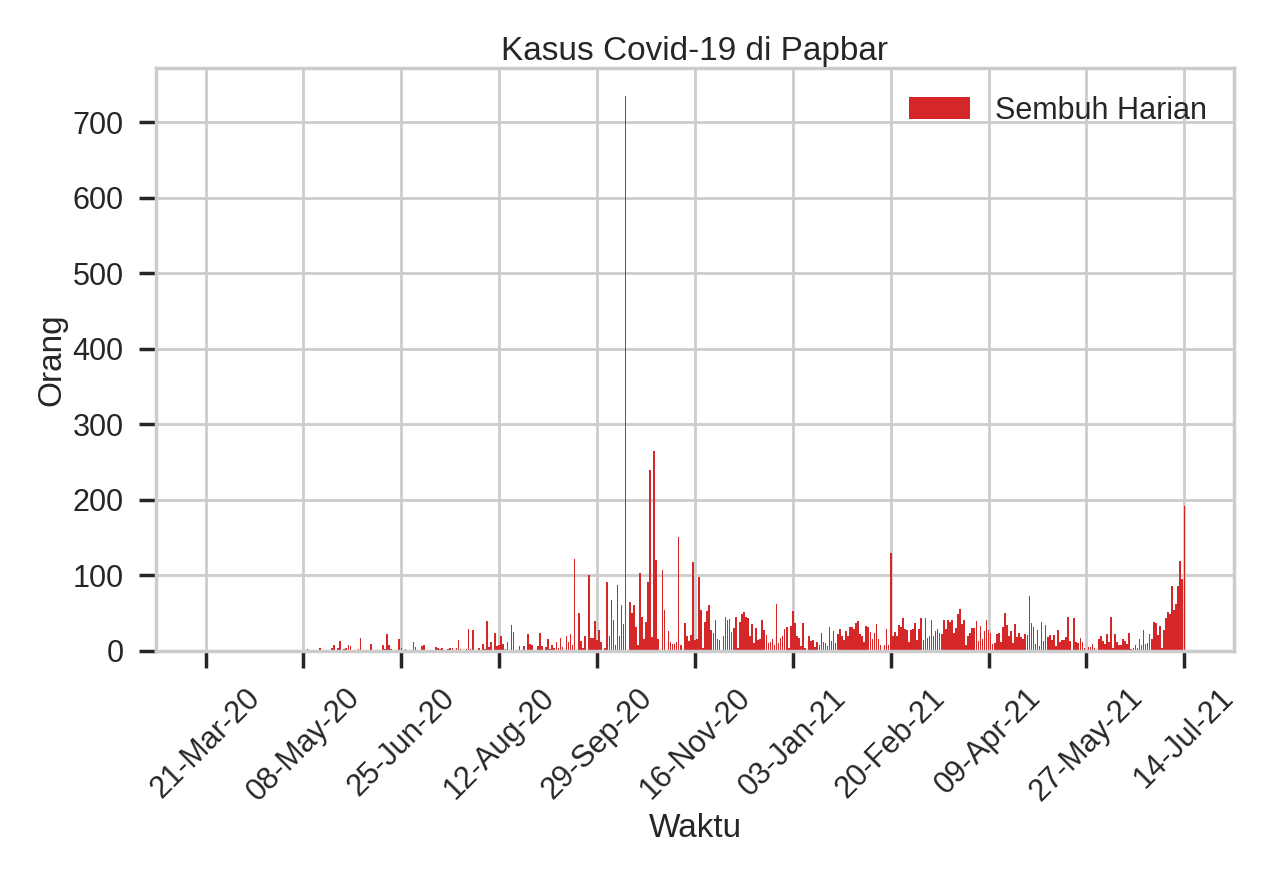 Kasus Covid-19 di Papbar
Sembuh Harian
Orang
700
600
500
400
300
200
100
0
21-Mar-20
08-May-20
25-Jun-20
12-Aug-20
29-Sep-20
16-Nov-20
03-Jan-21
20-Feb-21
09-Apr-21
27-May-21
14-Jul-21
Waktu